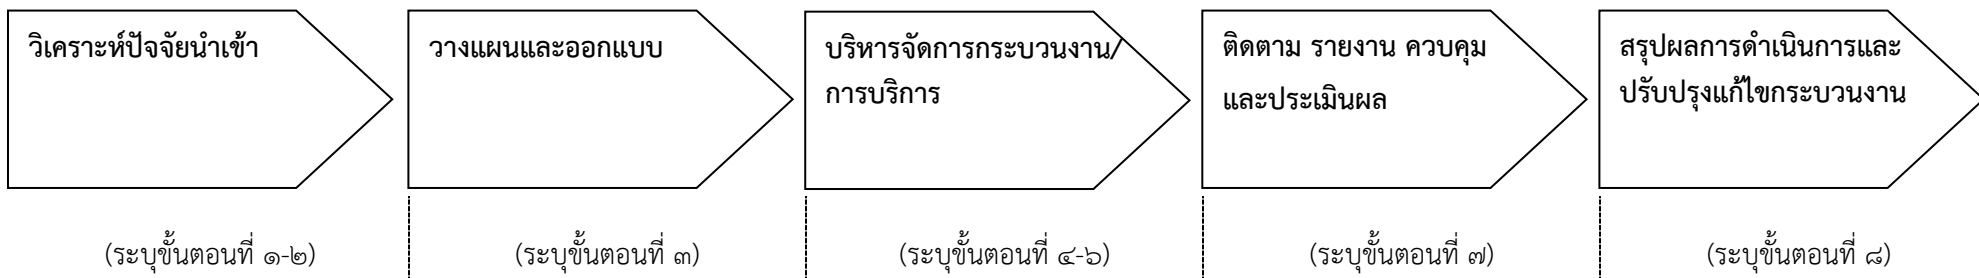 วิเคราะห์ปัจจัยนำเข้า
วางแผนและออกแบบ
บริหารจัดการกระบวนงาน/
การบริการ
ติดตาม รายงาน ควบคุม
และประเมินผล
สรุปผลการดำเนินการและ
ปรับปรุงแก้ไขกระบวนงาน
(ระบุขั้นตอนที่ ๑-๒)
(ระบุขั้นตอนที่ ๓)
(ระบุขั้นตอนที่ ๔-๖)
(ระบุขั้นตอนที่ ๗)
(ระบุขั้นตอนที่ ๘)